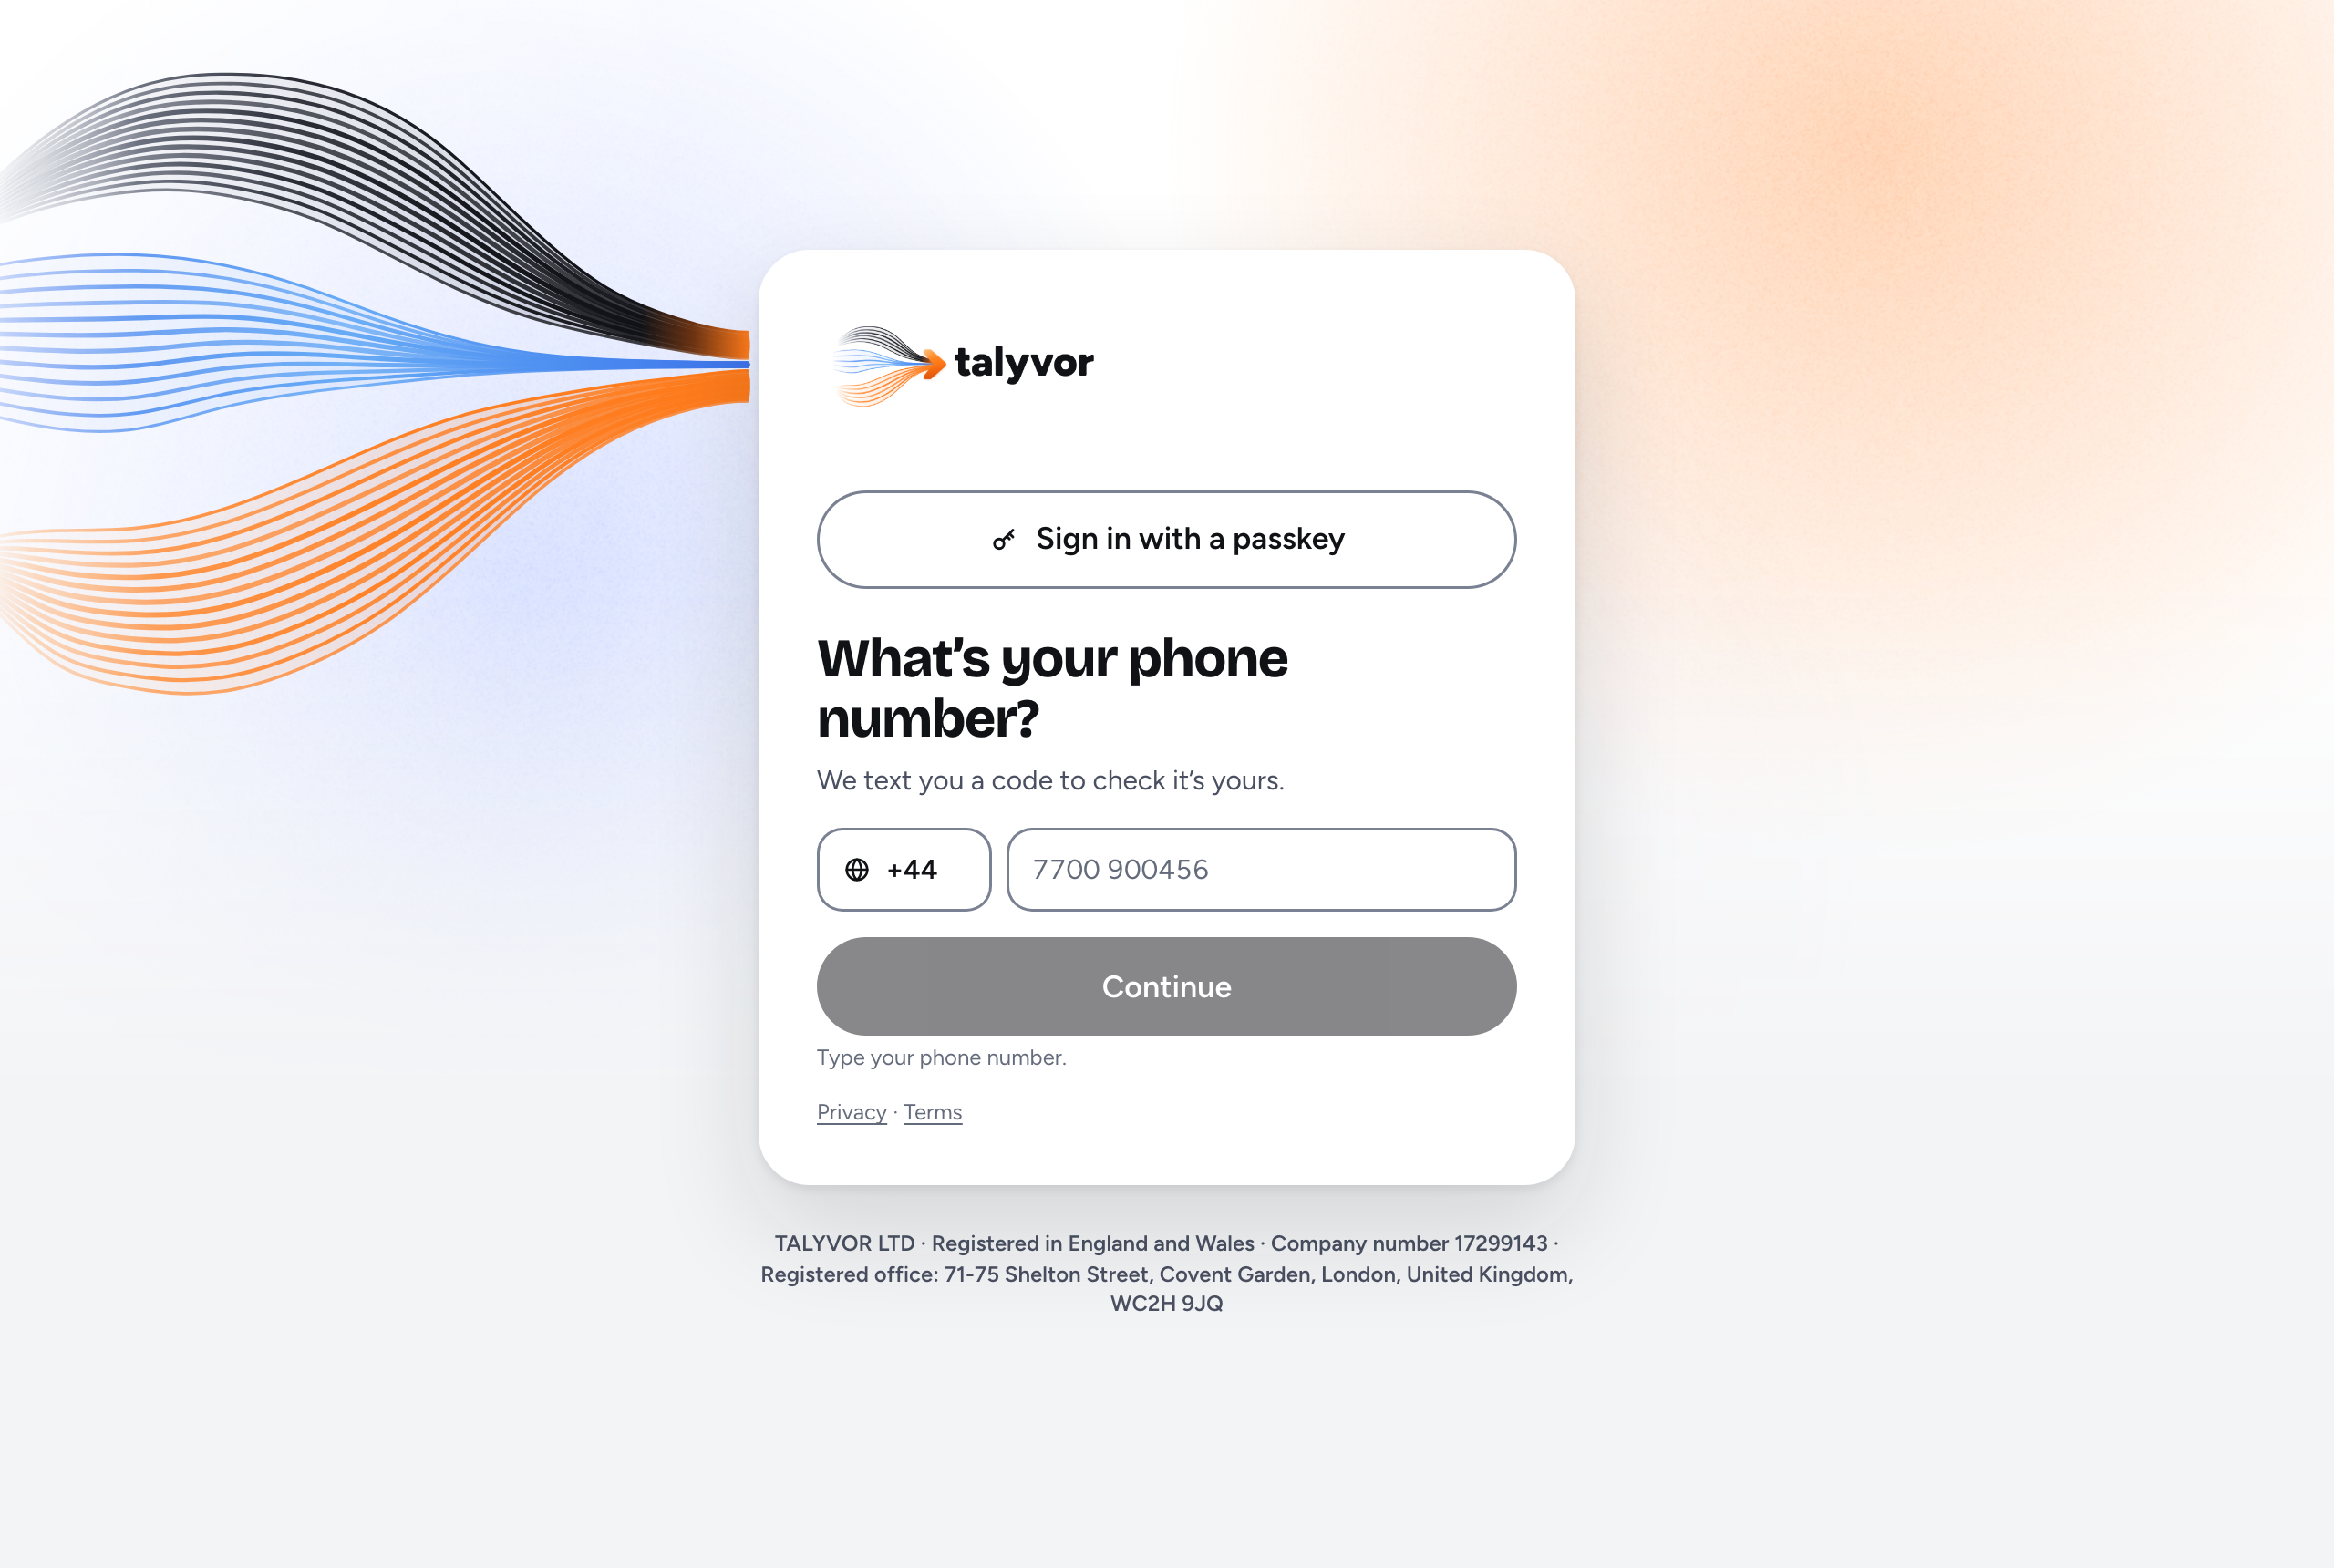 talyvor
Sign in with a passkey
What’s your phone
number?
We text you a code to check it’s yours.
+44
7700 900456
Continue
Type your phone number.
Privacy · Terms
TALYVOR LTD · Registered in England and Wales · Company number 17299143 ·
Registered office: 71-75 Shelton Street, Covent Garden, London, United Kingdom,
WC2H 9JQ